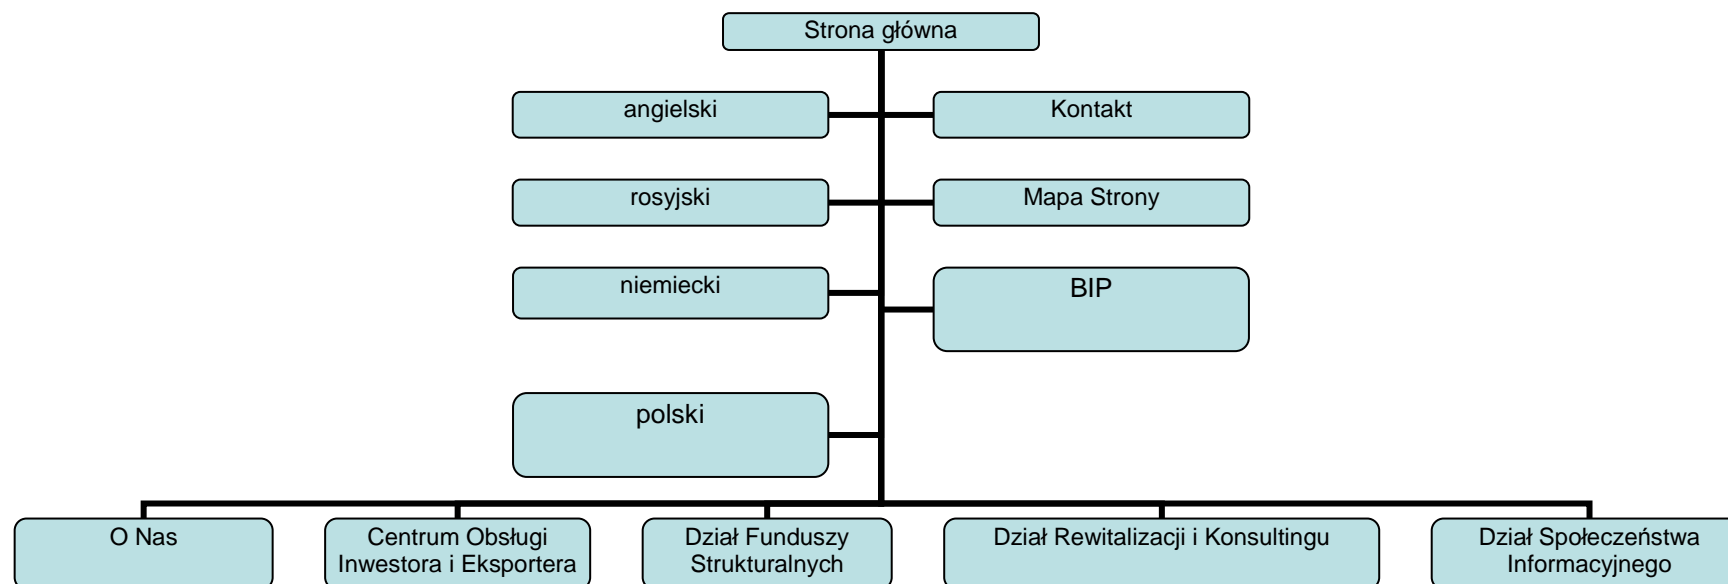 Strona główna
angielski
Kontakt
rosyjski
Mapa Strony
niemiecki
BIP
polski
O Nas
Centrum Obsługi
Inwestora i Eksportera
Dział Funduszy
Strukturalnych
Dział Rewitalizacji i Konsultingu
Dział Społeczeństwa
Informacyjnego